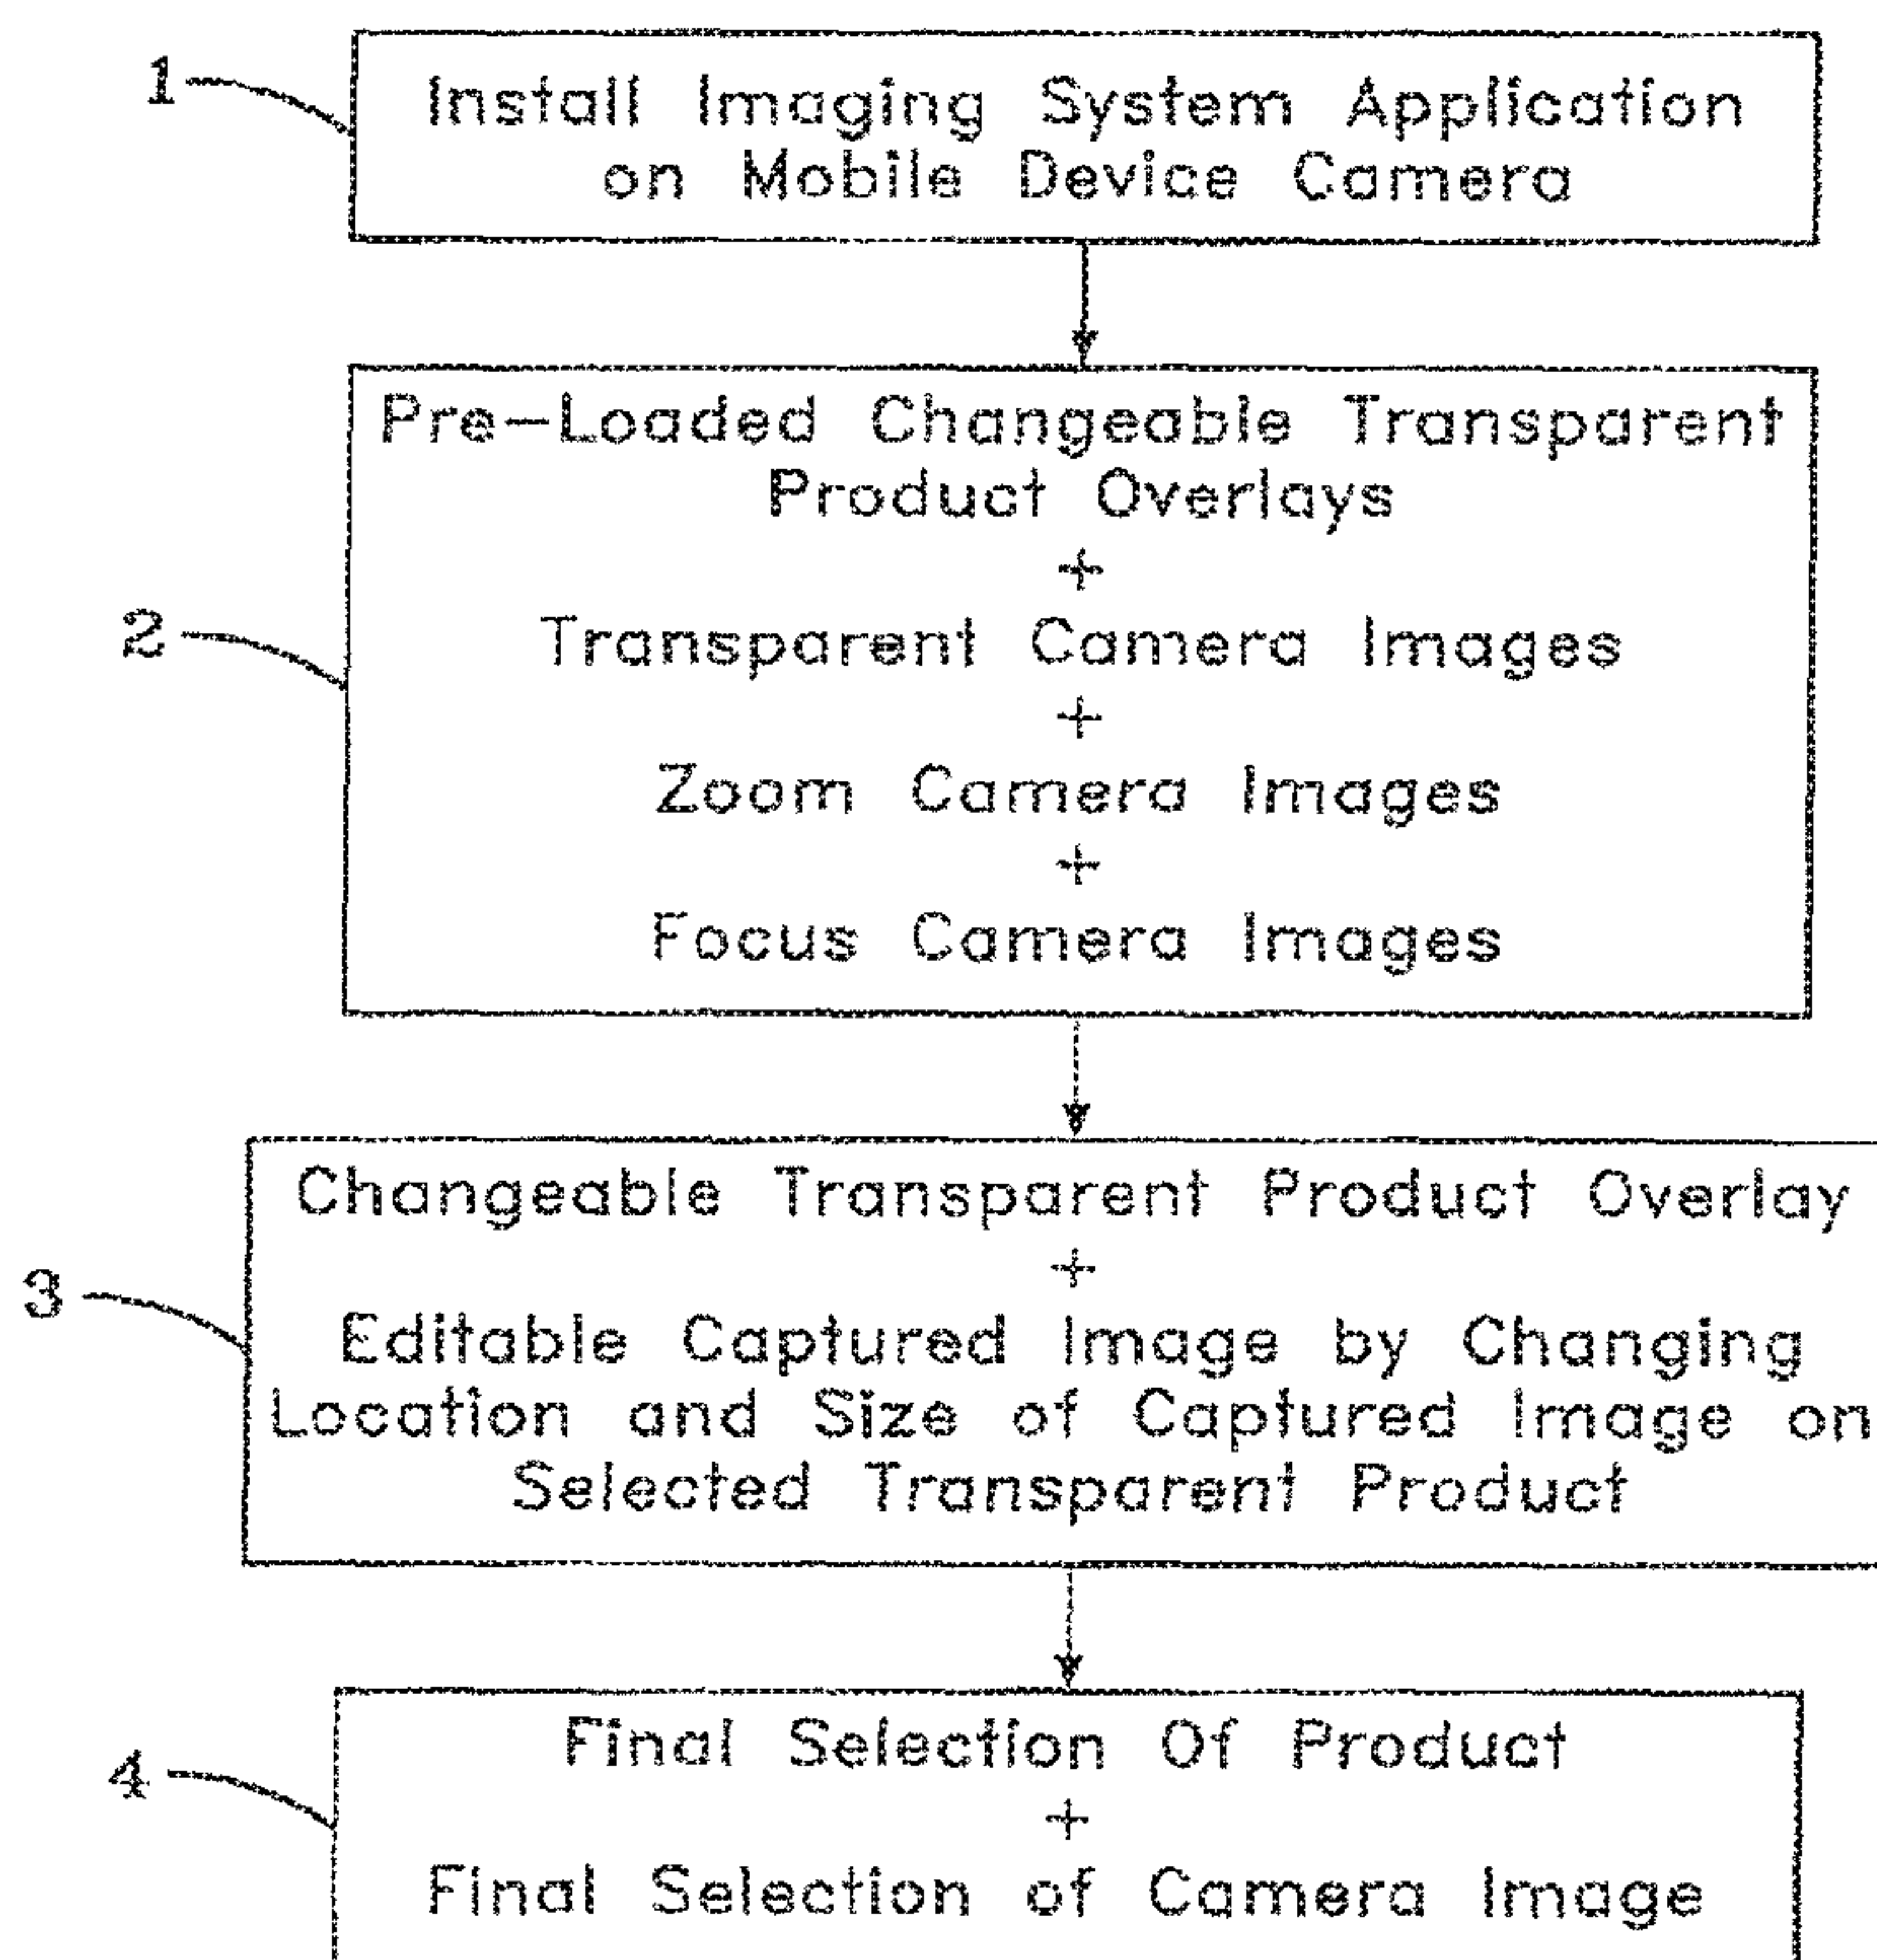 1
Install Imaging System Application
on Mobile Device Camera
2
Pre-Loaded Changeable Transparent
Product Overlays
+
Transparent Camera Images
+
Zoom Camera Images
+
Focus Camera Images
3
Changeable Transparent Product Overlay
+
Editable Captured Image by Changing
Location and Size of Captured Image on
Selected Transparent Product
4
Final Selection Of Product
+
Final Selection of Camera Image